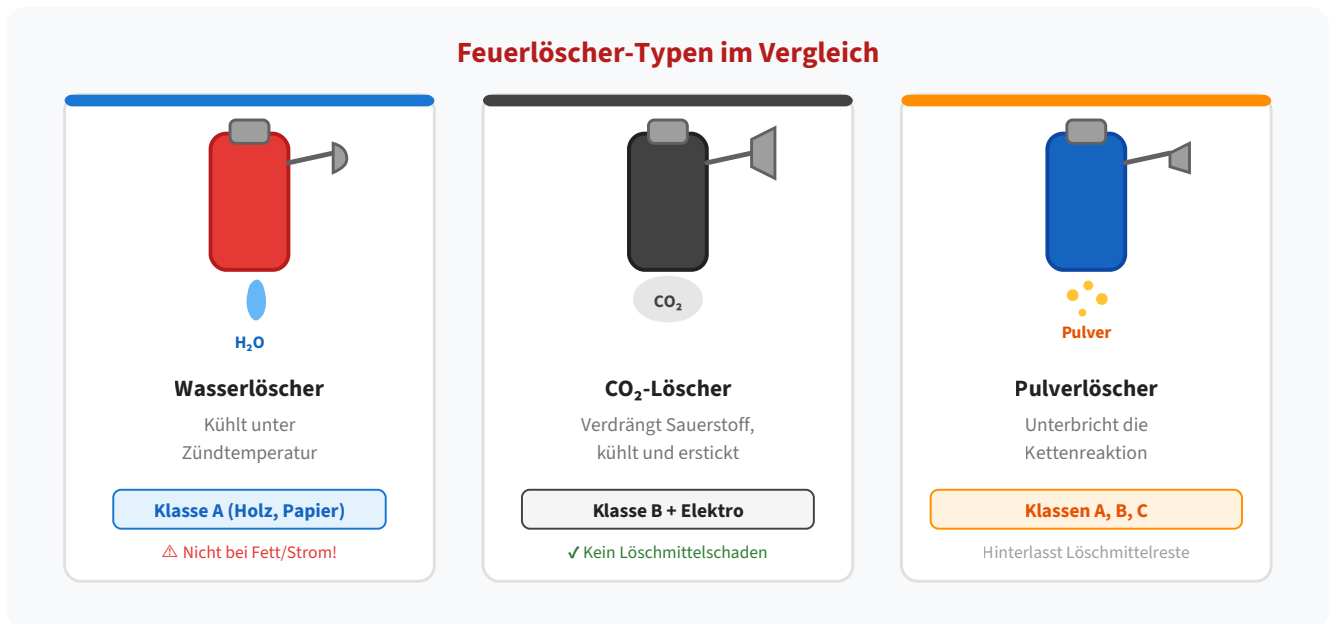 Feuerlöscher-Typen im Vergleich
H₂O
Wasserlöscher
Kühlt unter
Zündtemperatur
Klasse A (Holz, Papier)
⚠ Nicht bei Fett/Strom!
CO₂
CO₂-Löscher
Verdrängt Sauerstoff,
kühlt und erstickt
Klasse B + Elektro
✓ Kein Löschmittelschaden
Pulver
Pulverlöscher
Unterbricht die
Kettenreaktion
Klassen A, B, C
Hinterlasst Löschmittelreste